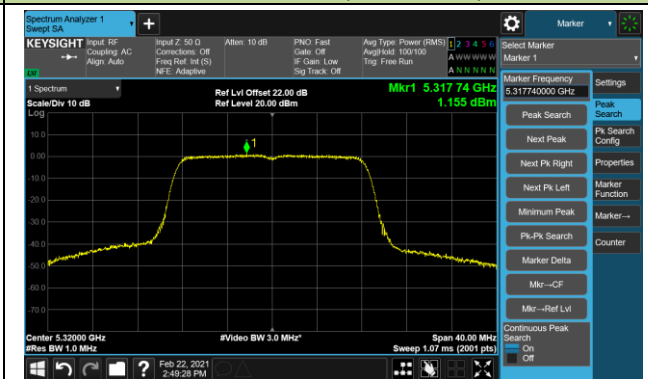 Spectrum Analyzer 1
Swept SA
+
Marker
KEYSIGHT
Input: RF
Coupling: AC
Align: Auto
Input Z: 50 Ω
Corrections: Off
Freq Ref: Int (S)
NFE: Adaptive
Atten: 10 dB
PNO: Fast
Gate: Off
IF Gain: Low
Sig Track: Off
Avg Type: Power (RMS)
Avg|Hold: 100/100
Trig: Free Run
1 2 3 4 5 6
A W W W W W
A N N N N N
LXI
Select Marker
Marker 1
1 Spectrum
Scale/Div 10 dB
Log
Ref Lvl Offset 22.00 dB
Ref Level 20.00 dBm
Mkr1 5.317 74 GHz
1.155 dBm
10.0
0.00
-10.0
-20.0
-30.0
-40.0
-50.0
-60.0
-70.0
1
Center 5.32000 GHz
#Res BW 1.0 MHz
#Video BW 3.0 MHz*
Span 40.00 MHz
Sweep 1.07 ms (2001 pts)
Marker Frequency
5.317740000 GHz
Peak Search
Next Peak
Next Pk Right
Next Pk Left
Minimum Peak
Pk-Pk Search
Marker Delta
Mkr→CF
Mkr→Ref Lvl
Continuous Peak
Search
On
Off
Settings
Peak
Search
Pk Search
Config
Properties
Marker
Function
Marker→
Counter
?
Feb 22, 2021
2:49:28 PM